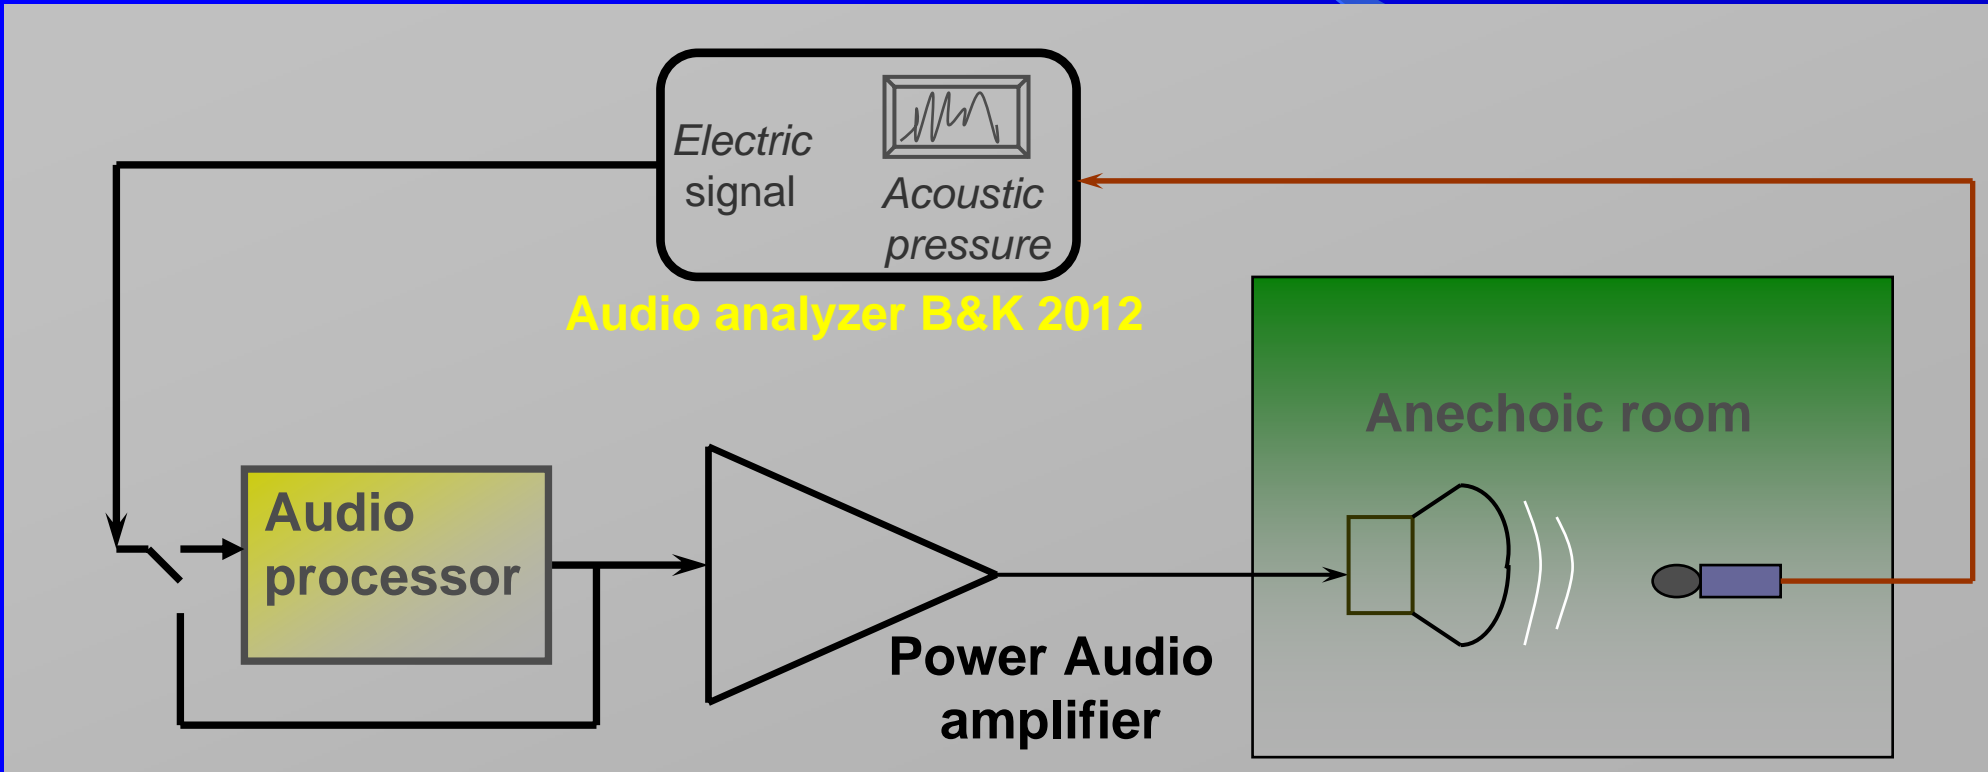 Electric
signal
Acoustic
pressure
Audio analyzer B&K 2012
Anechoic room
Audio
processor
Power Audio
amplifier